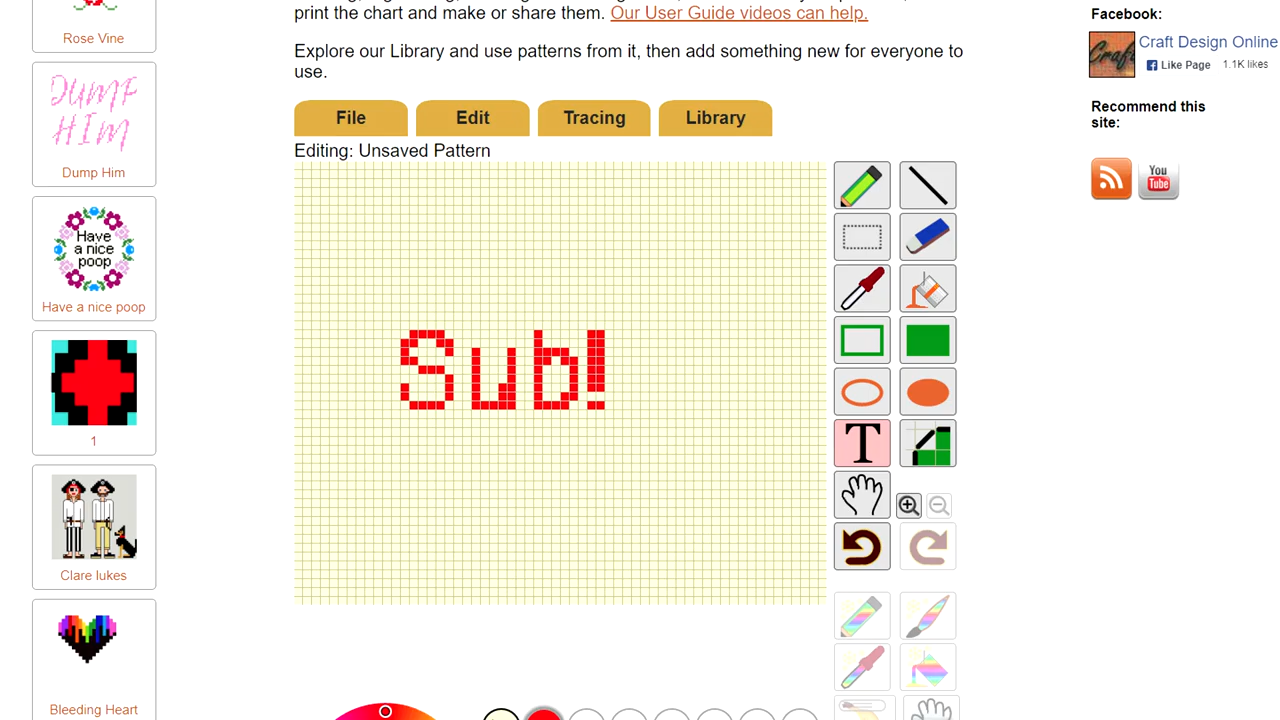 print the chart and make or share them. Our User Guide videos can help.
Explore our Library and use patterns from it, then add something new for everyone to
use.
File Edit Tracing Library
Editing: Unsaved Pattern
Sub!
T
Rose Vine
DUMP
HIM
Dump Him
Have
a nice
poop
Have a nice poop
1
Clare lukes
Bleeding Heart
Facebook:
Craft
Craft Design Online
Like Page 1.1K likes
Recommend this
site:
You
Tube